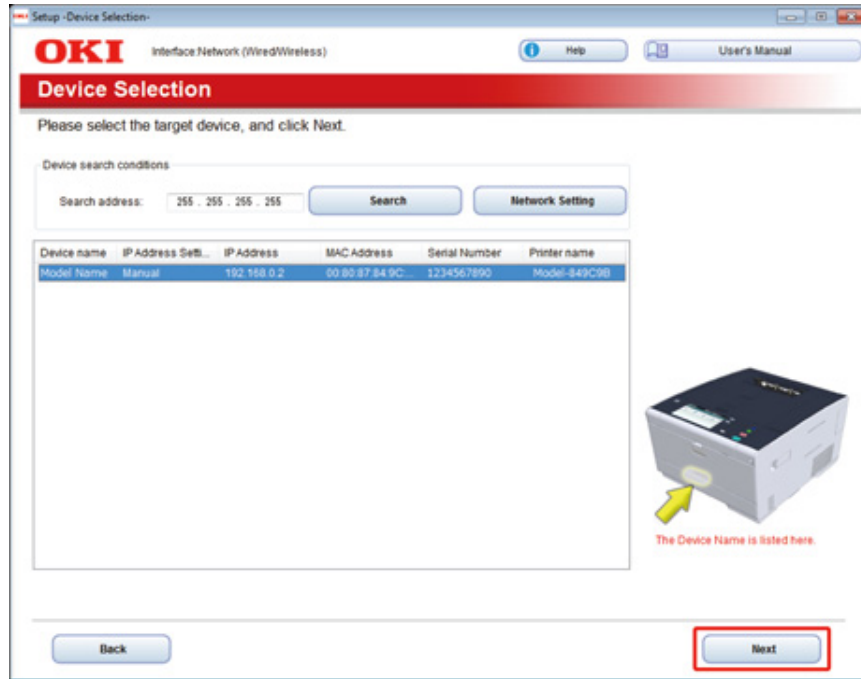 OKI Setup -Device Selection-
OKI Interface:Network (Wired/Wireless) Help User's Manual
Device Selection
Please select the target device, and click Next.
Device search conditions
Search address: 255 . 255 . 255 . 255 Search Network Setting
Device name IP Address Setti... IP Address MAC Address Serial Number Printer name
Model Name Manual 192.168.0.2 00:80:87:84:9C:... 1234567890 Model-849C9B
The Device Name is listed here.
Back Next